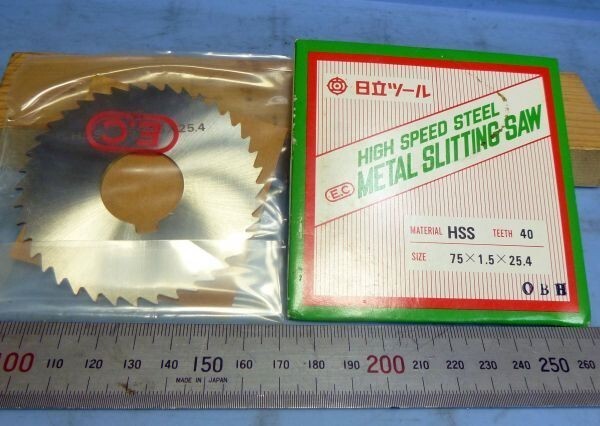 25.4
日立ツール
HIGH SPEED STEEL
E.C METAL SLITTING SAW
MATERIAL HSS TEETH 40
SIZE 75×1.5×25.4
OBH
100 110 120 130 140 150 160 170 180 190 200 210 220 230 240 250 260
MADE IN JAPAN